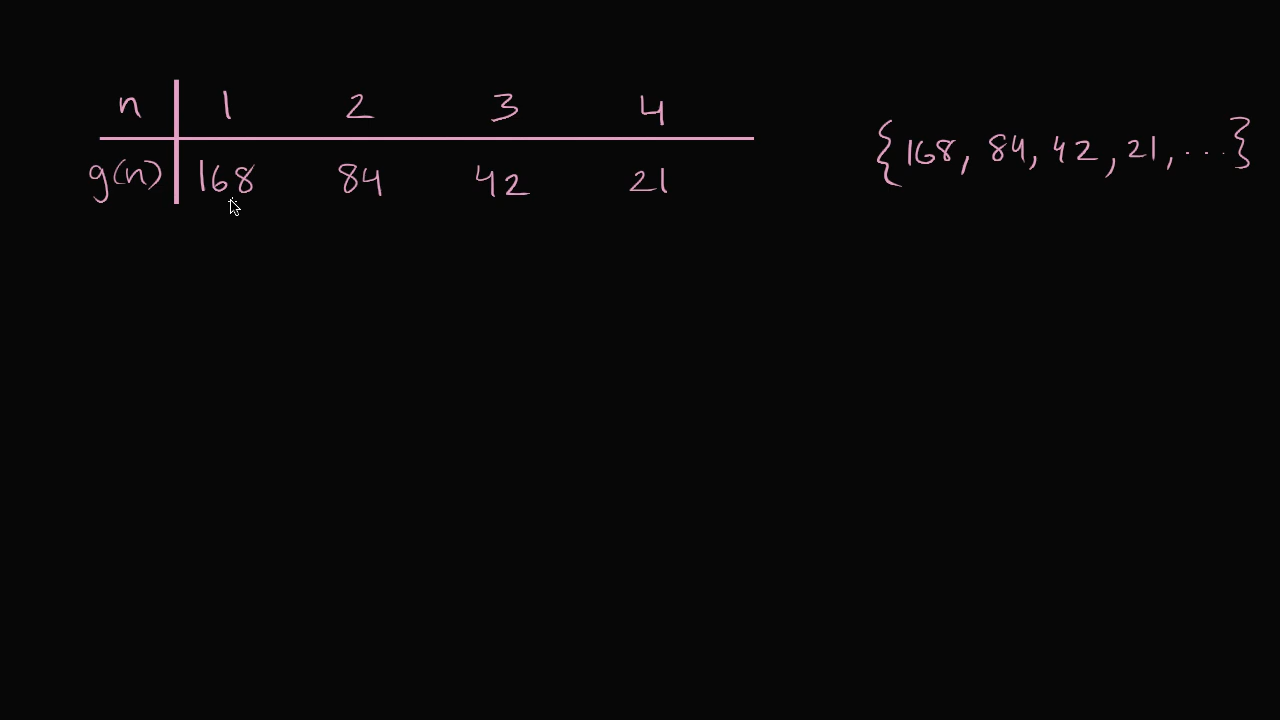 n 1 2 3 4
g(n) 168 84 42 21
{168, 84, 42, 21, ...}